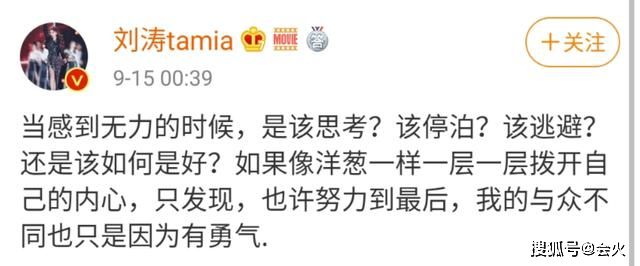 刘涛tamia
MOVIE
答
+关注
9-15 00:39
当感到无力的时候，是该思考？该停泊？该逃避？
还是该如何是好？如果像洋葱一样一层一层拨开自
己的内心，只发现，也许努力到最后，我的与众不
同也只是因为有勇气.
搜狐号@会火